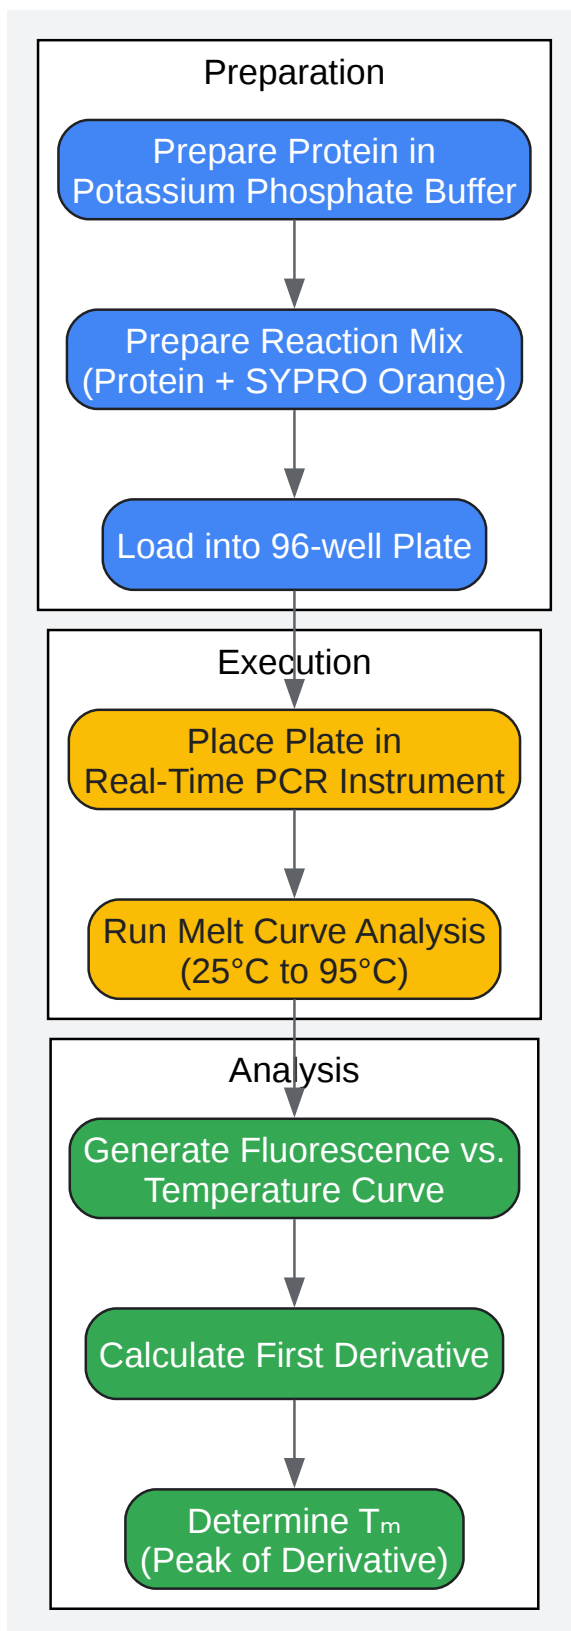 Preparation
Prepare Protein in
Potassium Phosphate Buffer
Prepare Reaction Mix
(Protein + SYPRO Orange)
Load into 96-well Plate
Execution
Place Plate in
Real-Time PCR Instrument
Run Melt Curve Analysis
(25°C to 95°C)
Analysis
Generate Fluorescence vs.
Temperature Curve
Calculate First Derivative
Determine Tₘ
(Peak of Derivative)